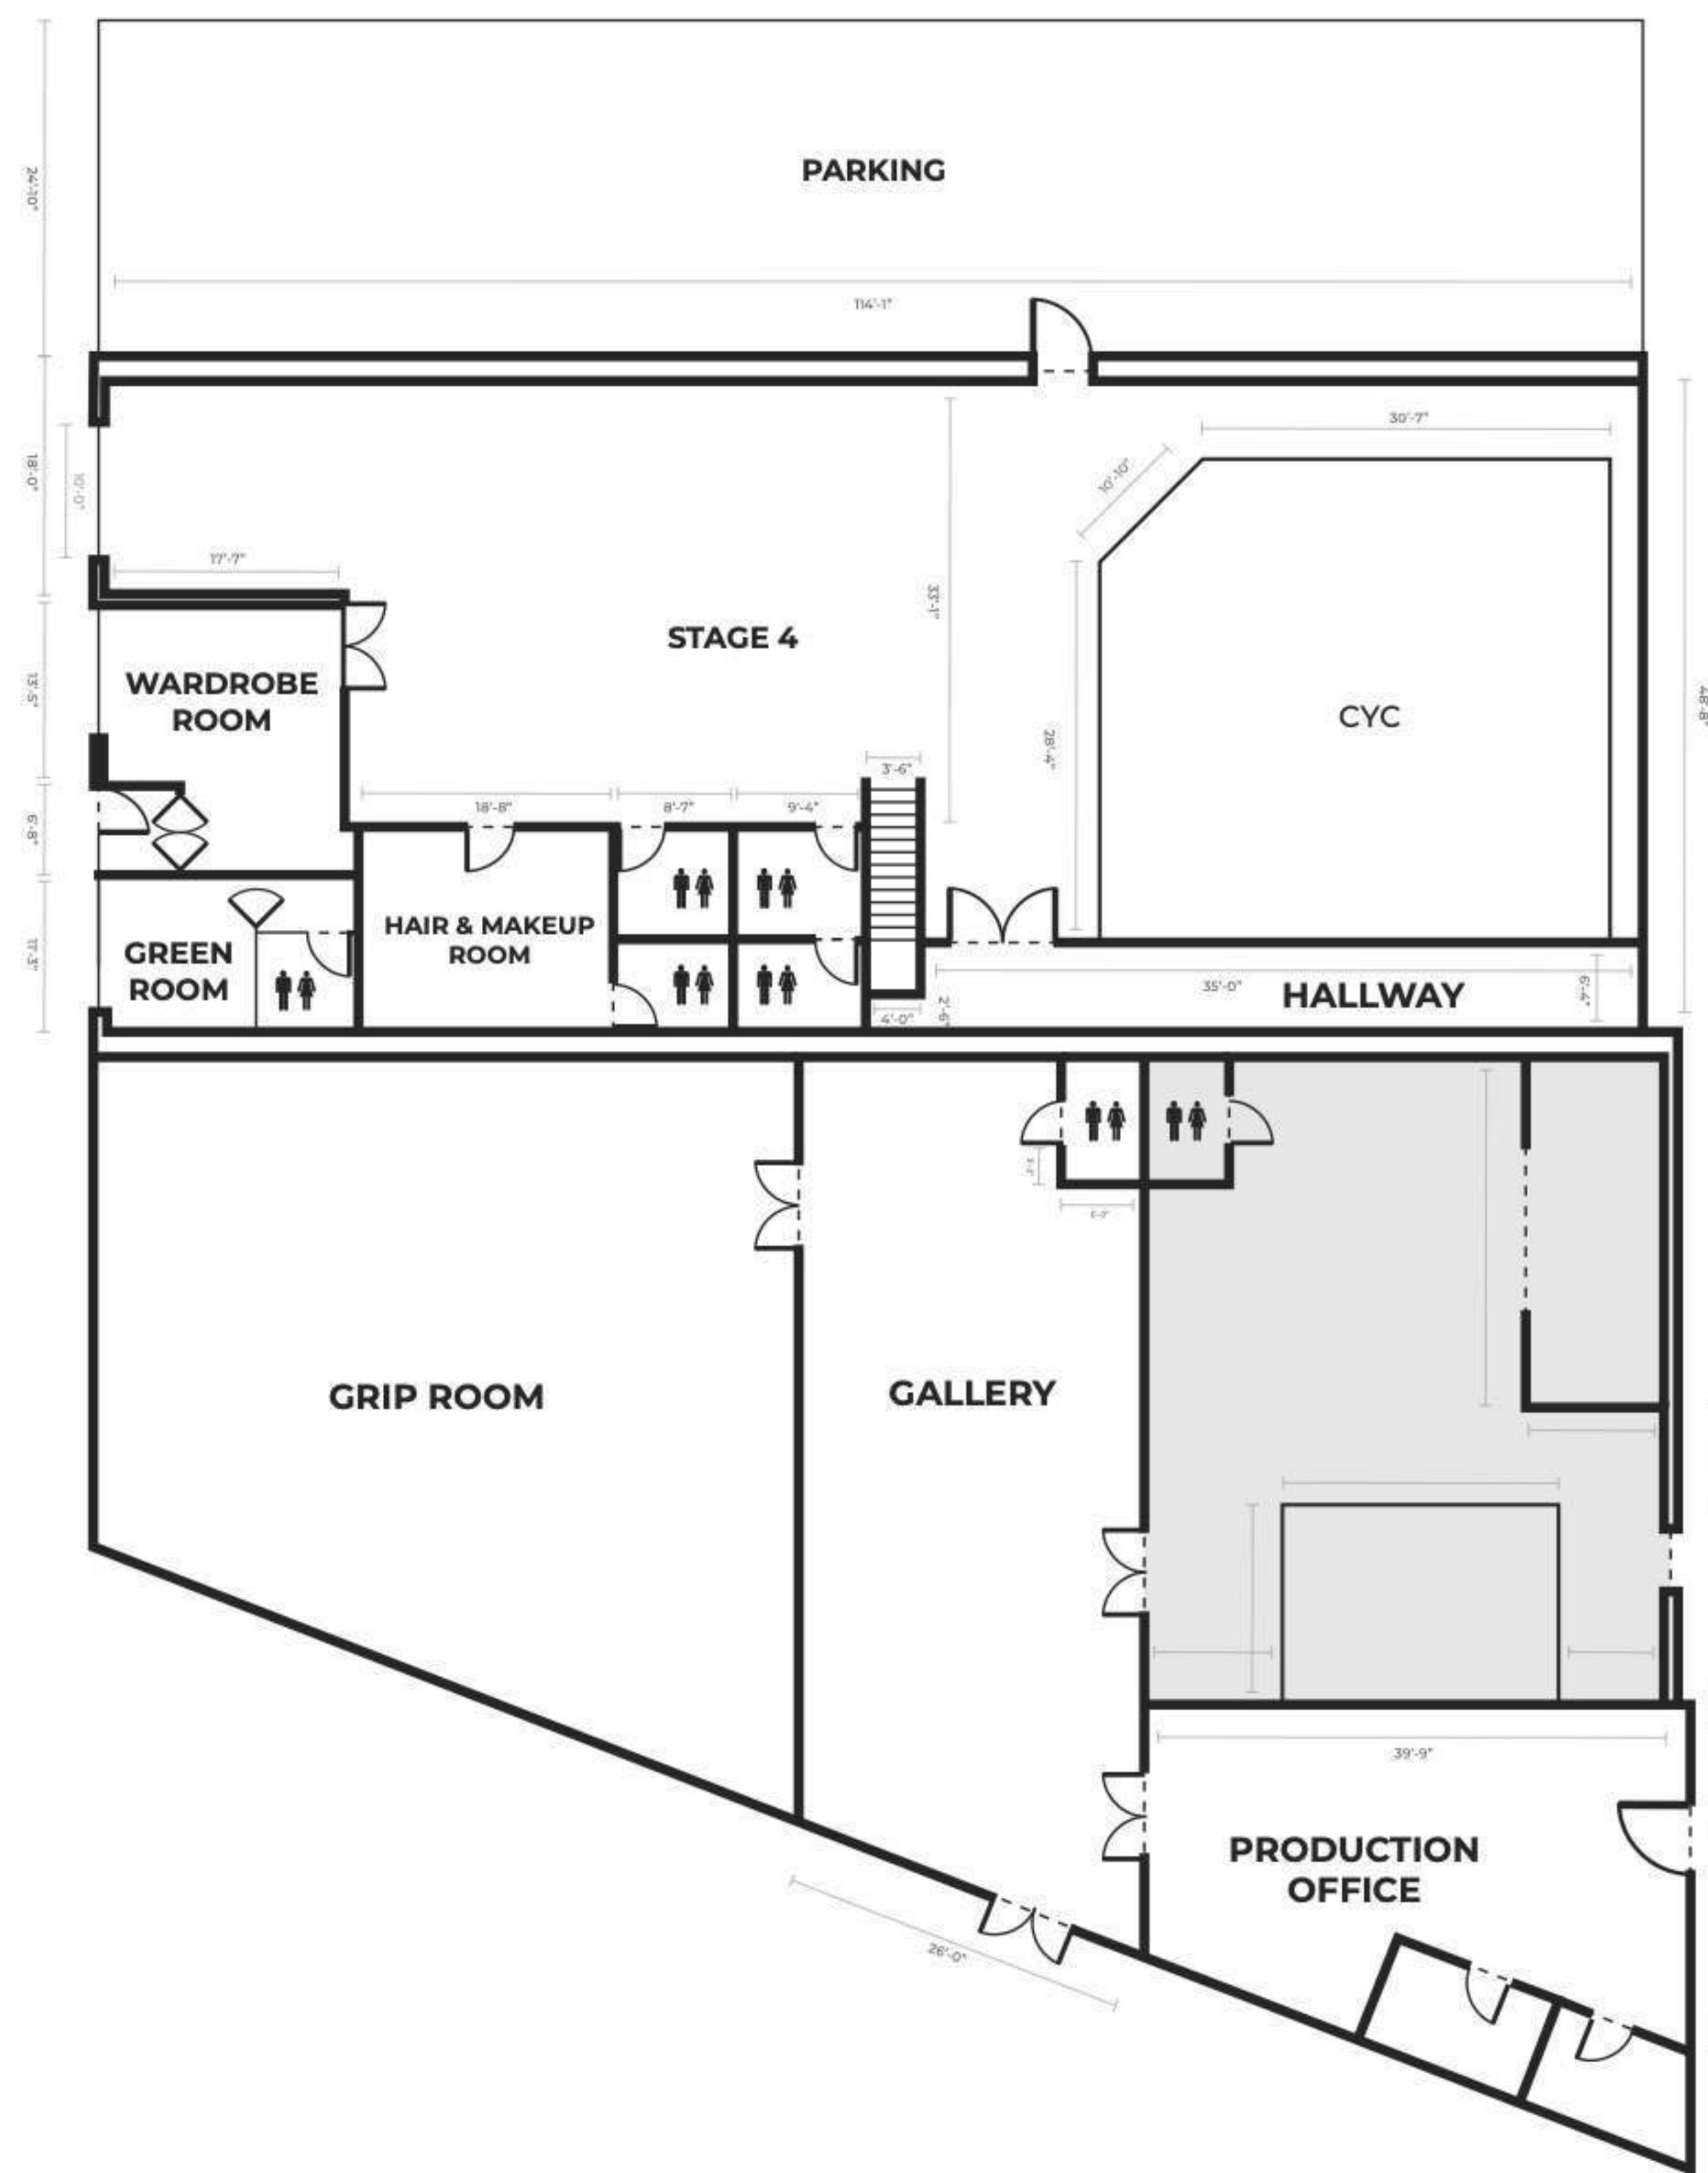 PARKING
24'-10"
114'-1"
30'-7"
10'-10"
18'-0"
10'-0"
17'-7"
33'-1"
STAGE 4
WARDROBE
ROOM
13'-5"
48'-8"
CYC
28'-4"
3'-6"
18'-8"
8'-7"
9'-4"
6'-8"
HAIR & MAKEUP
ROOM
GREEN
ROOM
11'-3"
35'-0"
HALLWAY
6'-4"
4'-0"
2'-6"
GRIP ROOM
GALLERY
39'-9"
PRODUCTION
OFFICE
26'-0"